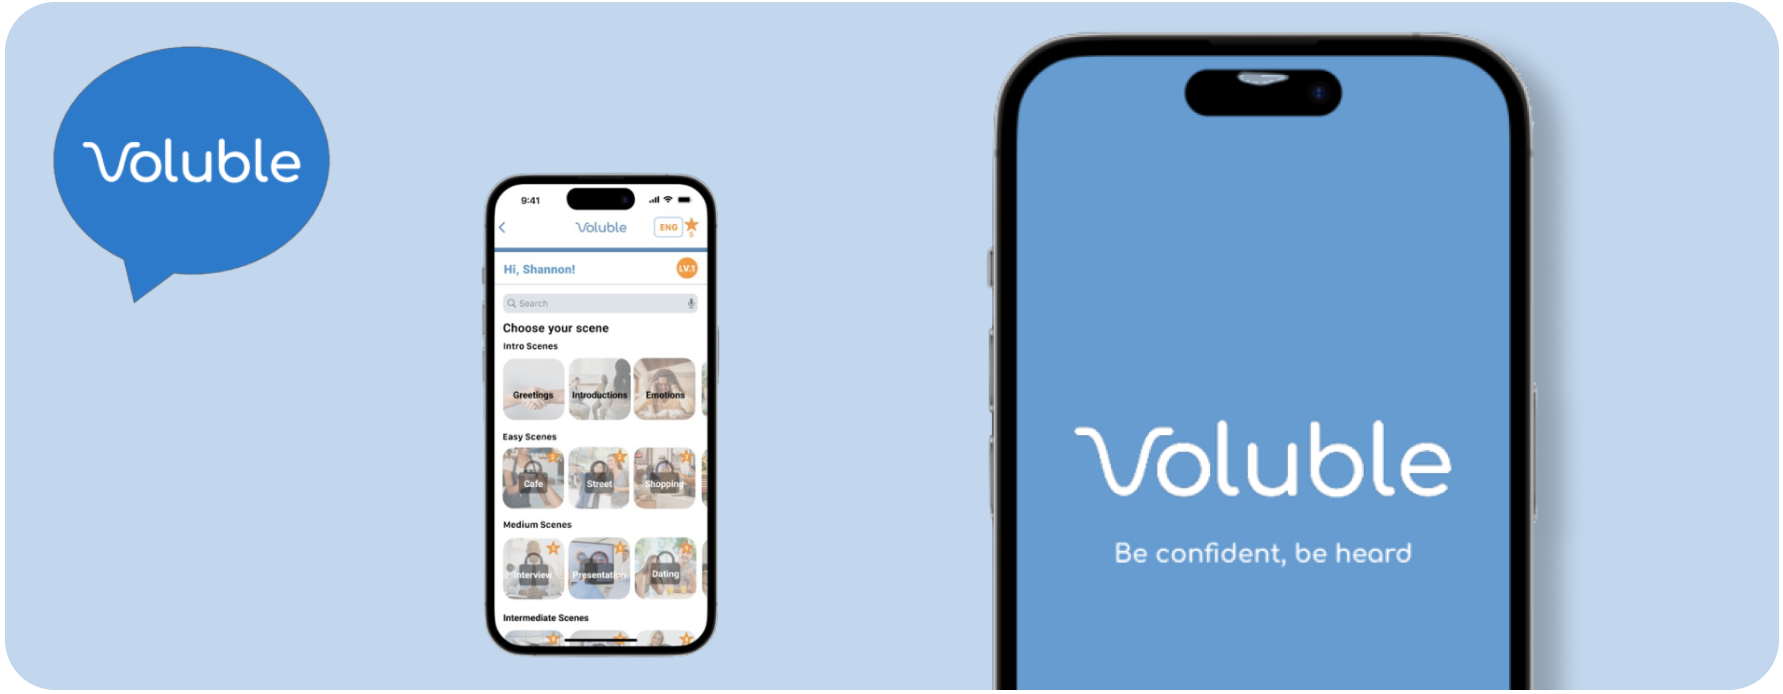 Voluble
9:41
Voluble
ENG
5
Hi, Shannon!
LV.1
Search
Choose your scene
Intro Scenes
Greetings
Introductions
Emotions
Easy Scenes
Cafe
Street
Shopping
Medium Scenes
Interview
Presentation
Dating
Intermediate Scenes
Voluble
Be confident, be heard